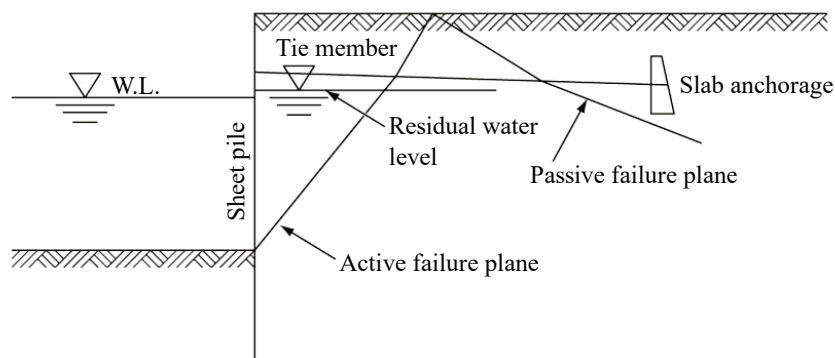 Tie member
W.L.
Slab anchorage
Residual water
level
Sheet pile
Passive failure plane
Active failure plane